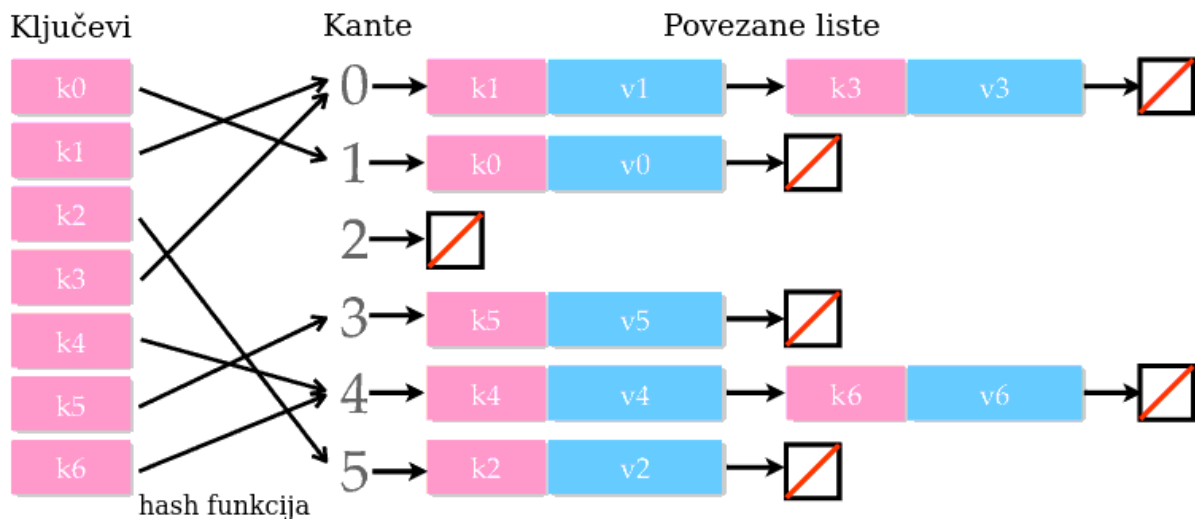 Ključevi
Kante
Povezane liste
k0
k1
k2
k3
k4
k5
k6
hash funkcija
0 k1 v1 k3 v3
1 k0 v0
2
3 k5 v5
4 k4 v4 k6 v6
5 k2 v2